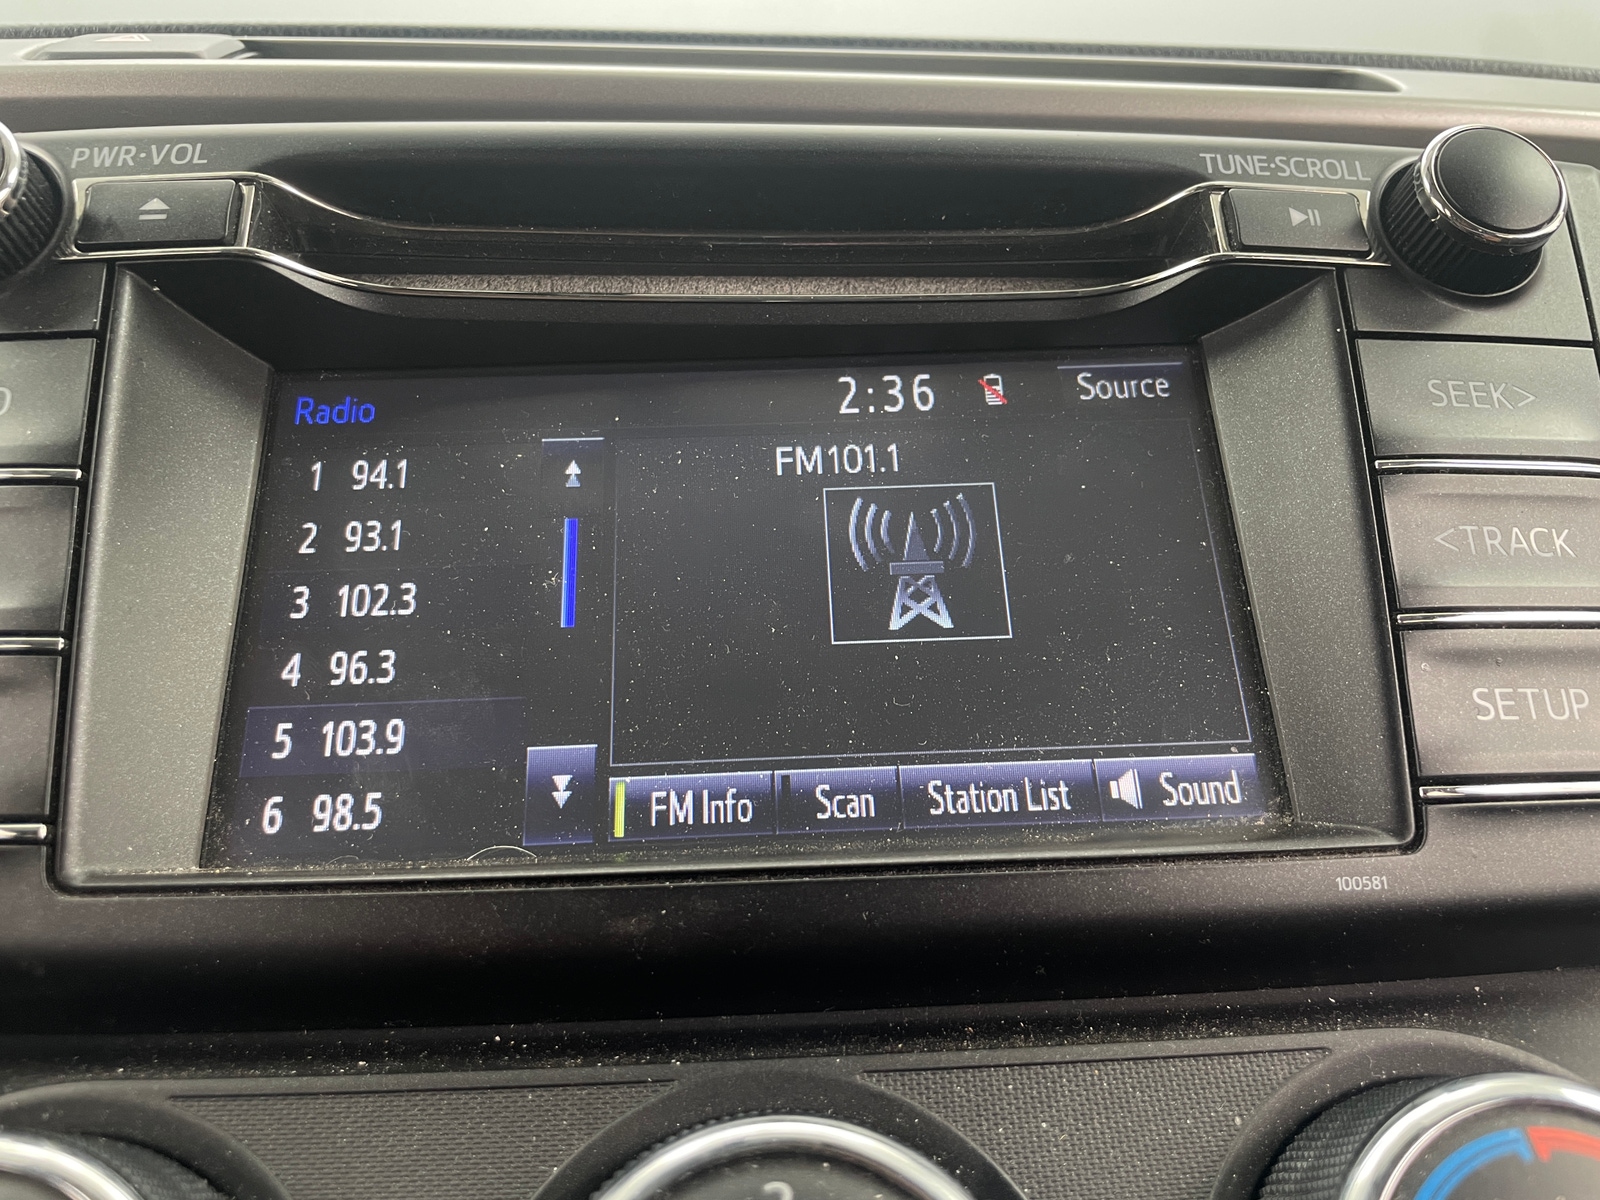 PWR·VOL
TUNE·SCROLL
2:36
Source
Radio
FM101.1
1 94.1
2 93.1
3 102.3
4 96.3
5 103.9
6 98.5
FM Info
Scan
Station List
Sound
SEEK>
<TRACK
SETUP
100581